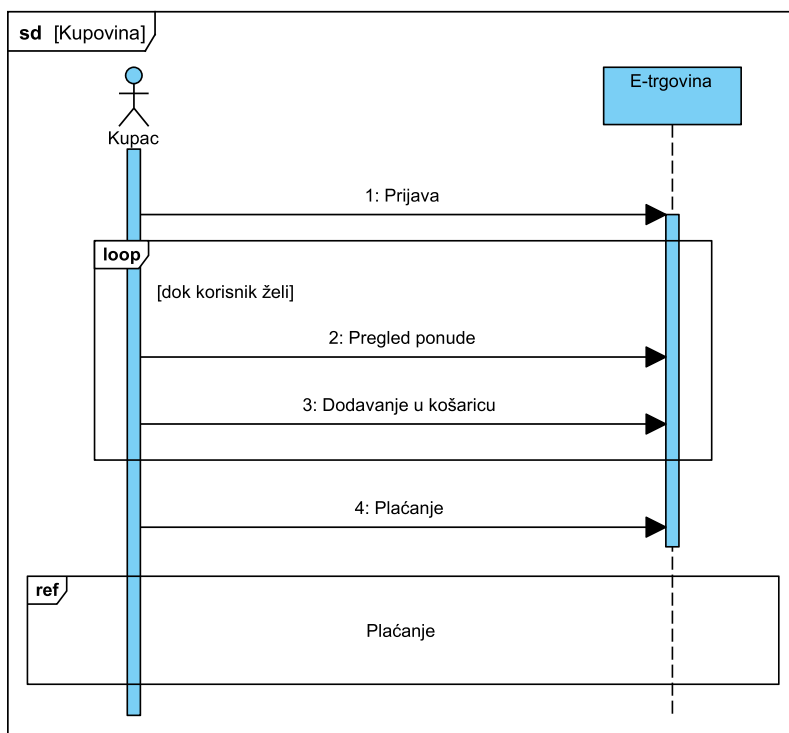 sd [Kupovina]
E-trgovina
Kupac
1: Prijava
loop
[dok korisnik želi]
2: Pregled ponude
3: Dodavanje u košaricu
4: Plaćanje
ref
Plaćanje